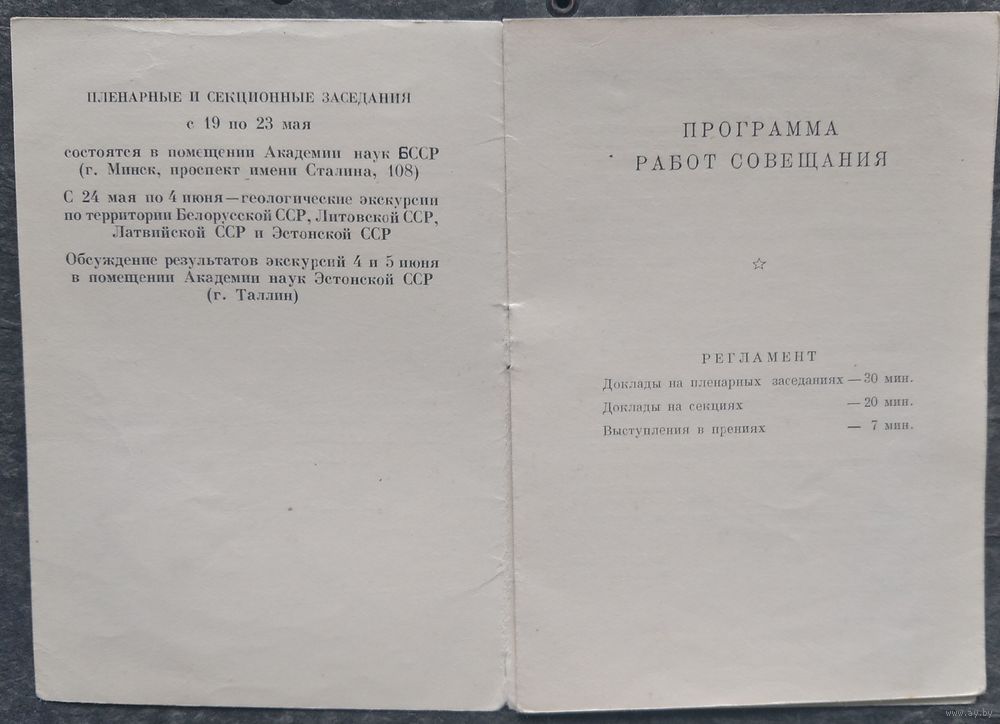 ПЛЕНАРНЫЕ И СЕКЦИОННЫЕ ЗАСЕДАНИЯ
с 19 по 23 мая
состоятся в помещении Академии наук БССР
(г. Минск, проспект имени Сталина, 108)
С 24 мая по 4 июня—геологические экскурсии
по территории Белорусской ССР, Литовской ССР,
Латвийской ССР и Эстонской ССР
Обсуждение результатов экскурсий 4 и 5 июня
в помещении Академии наук Эстонской ССР
(г. Таллин)
ПРОГРАММА
РАБОТ СОВЕЩАНИЯ
РЕГЛАМЕНТ
Доклады на пленарных заседаниях — 30 мин.
Доклады на секциях — 20 мин.
Выступления в прениях — 7 мин.
www.ay.by